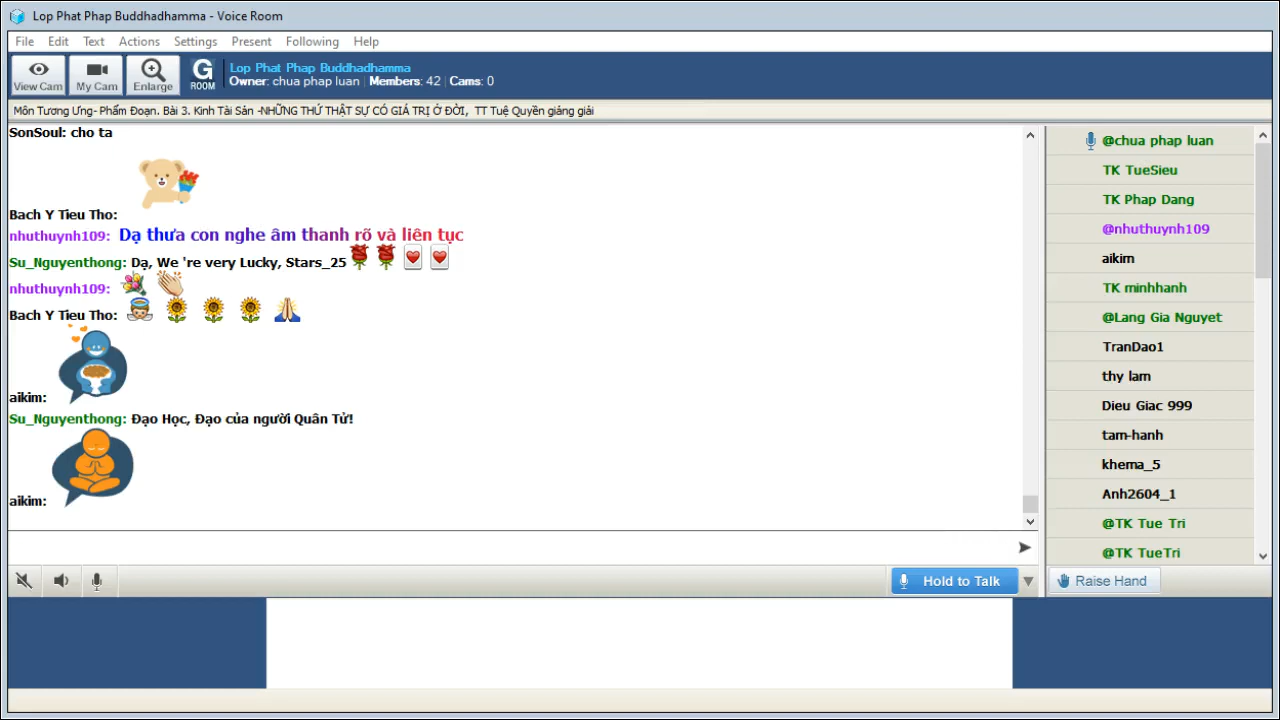 Lop Phat Phap Buddhadhamma - Voice Room
File Edit Text Actions Settings Present Following Help
View Cam
My Cam
Enlarge
G ROOM
Lop Phat Phap Buddhadhamma
Owner: chua phap luan Members: 42 Cams: 0
Môn Tương Ưng- Phẩm Đoạn. Bài 3. Kinh Tài Sản -NHỮNG THỨ THẬT SỰ CÓ GIÁ TRỊ Ở ĐỜI, TT Tuệ Quyền giảng giải
SonSoul: cho ta
Bach Y Tieu Tho:
nhuthuynh109: Dạ thưa con nghe âm thanh rõ và liên tục
Su_Nguyenthong: Dạ, We 're very Lucky, Stars_25
nhuthuynh109:
Bach Y Tieu Tho:
aikim:
Su_Nguyenthong: Đạo Học, Đạo của người Quân Tử!
aikim:
@chua phap luan
TK TueSieu
TK Phap Dang
@nhuthuynh109
aikim
TK minhhanh
@Lang Gia Nguyet
TranDao1
thy lam
Dieu Giac 999
tam-hanh
khema_5
Anh2604_1
@TK Tue Tri
@TK TueTri
Hold to Talk
Raise Hand